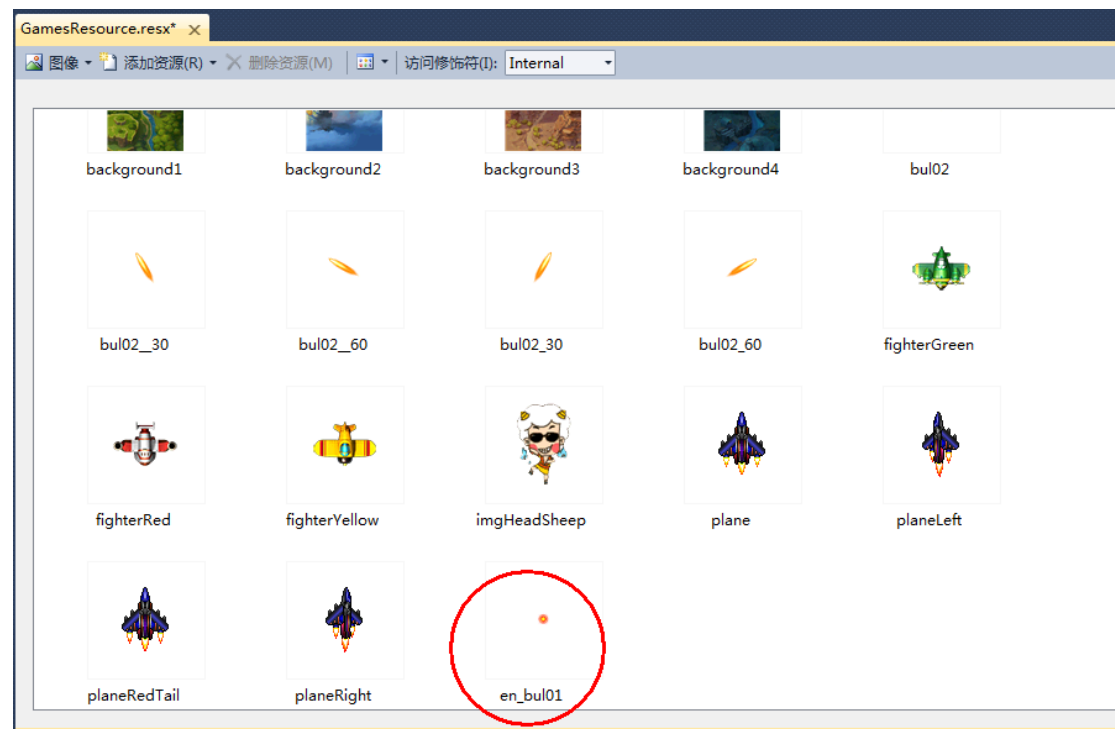 GamesResource.resx*
图像 添加资源(R) 删除资源(M) 访问修饰符(I): Internal
background1 background2 background3 background4 bul02
bul02__30 bul02__60 bul02_30 bul02_60 fighterGreen
fighterRed fighterYellow imgHeadSheep plane planeLeft
planeRedTail planeRight en_bul01